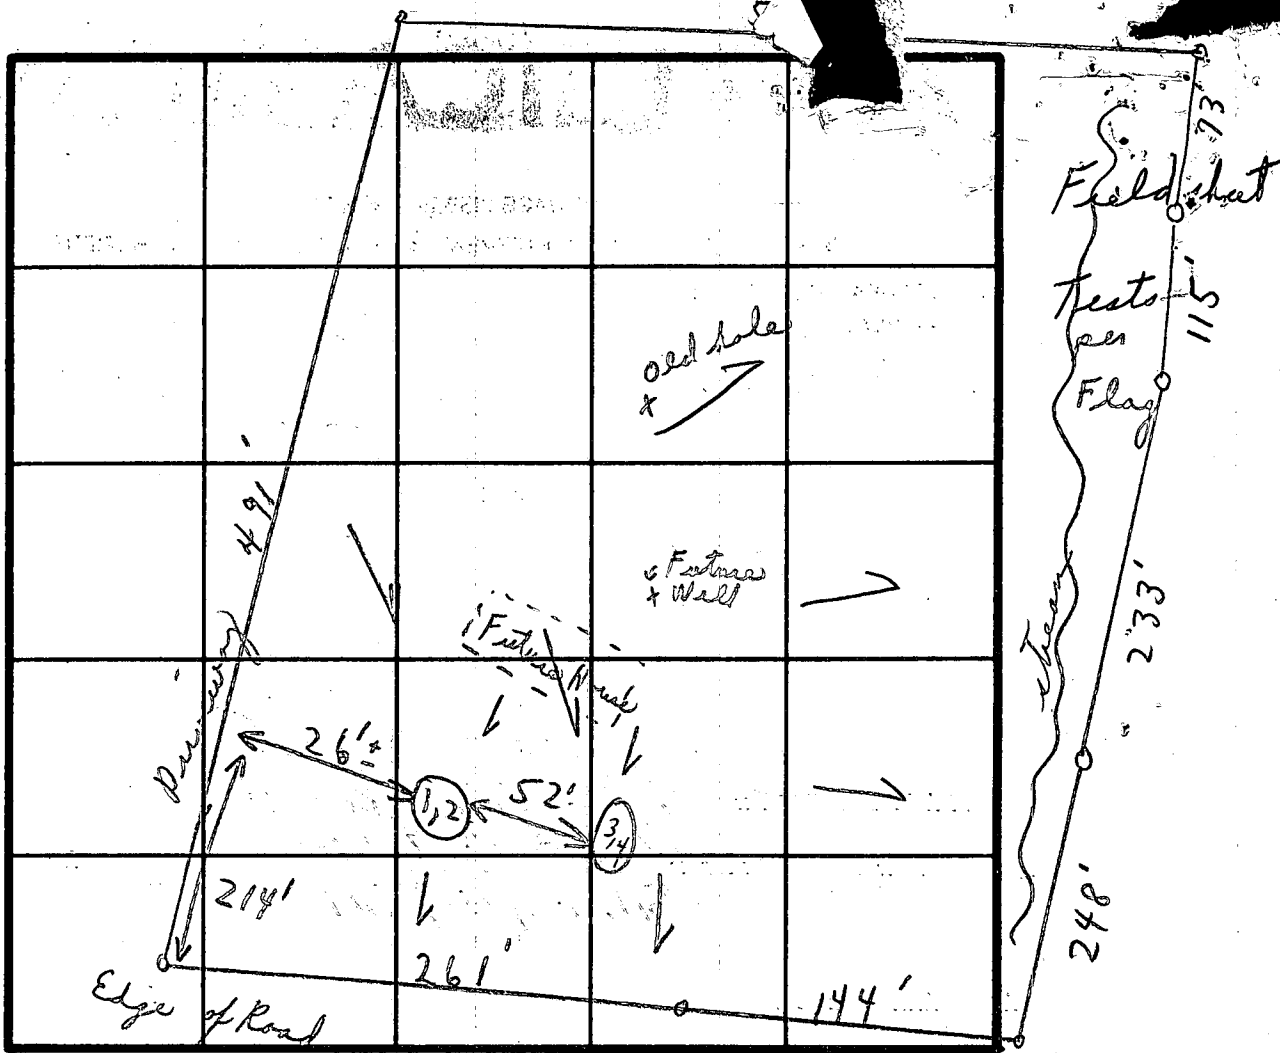 73
Field sheet
115'
Tests
per
Flag
Old hole
x
491'
Future
x Well
233'
stream
Future House
Driveway
26'±
52'
1,2
3,4
214'
248'
261'
144'
Edge of Road